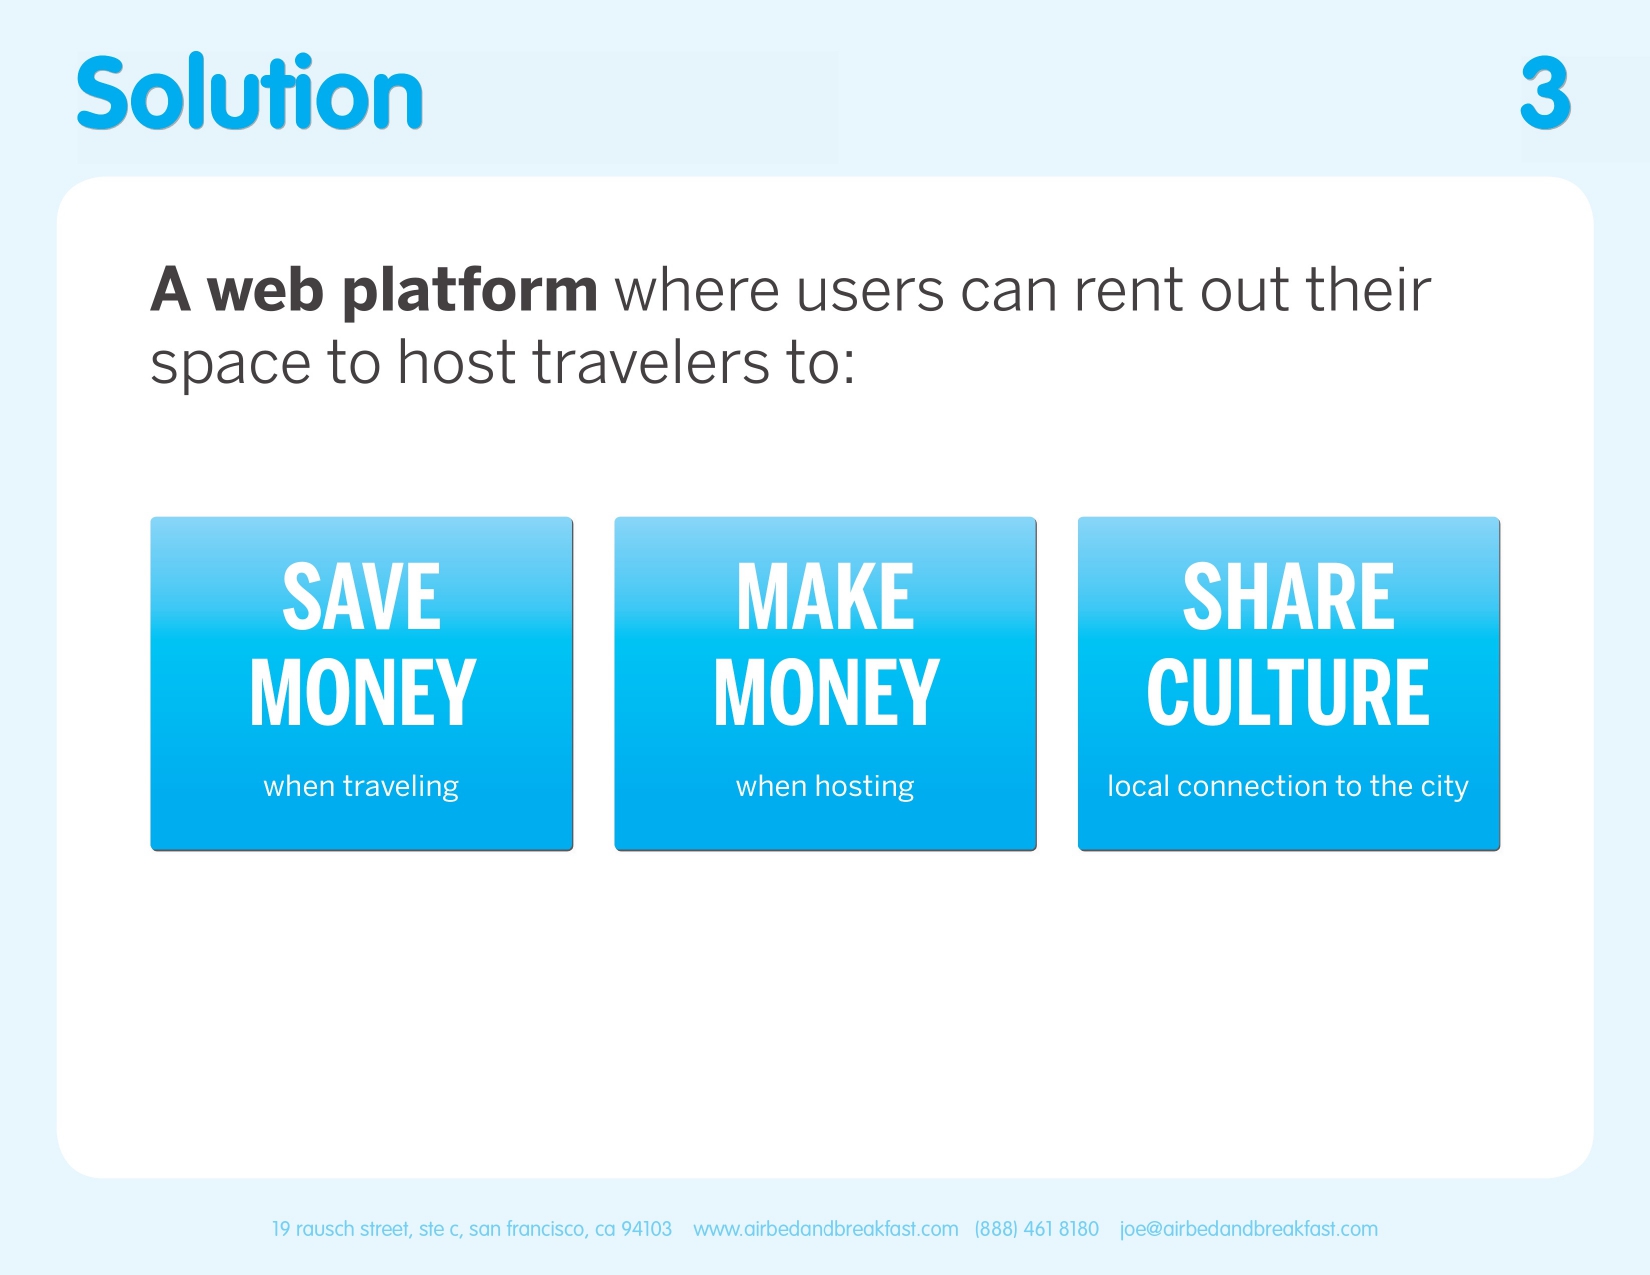 Solution
3
A web platform where users can rent out their
space to host travelers to:
SAVE
MONEY
when traveling
MAKE
MONEY
when hosting
SHARE
CULTURE
local connection to the city
19 rausch street, ste c, san francisco, ca 94103 www.airbedandbreakfast.com (888) 461 8180 joe@airbedandbreakfast.com